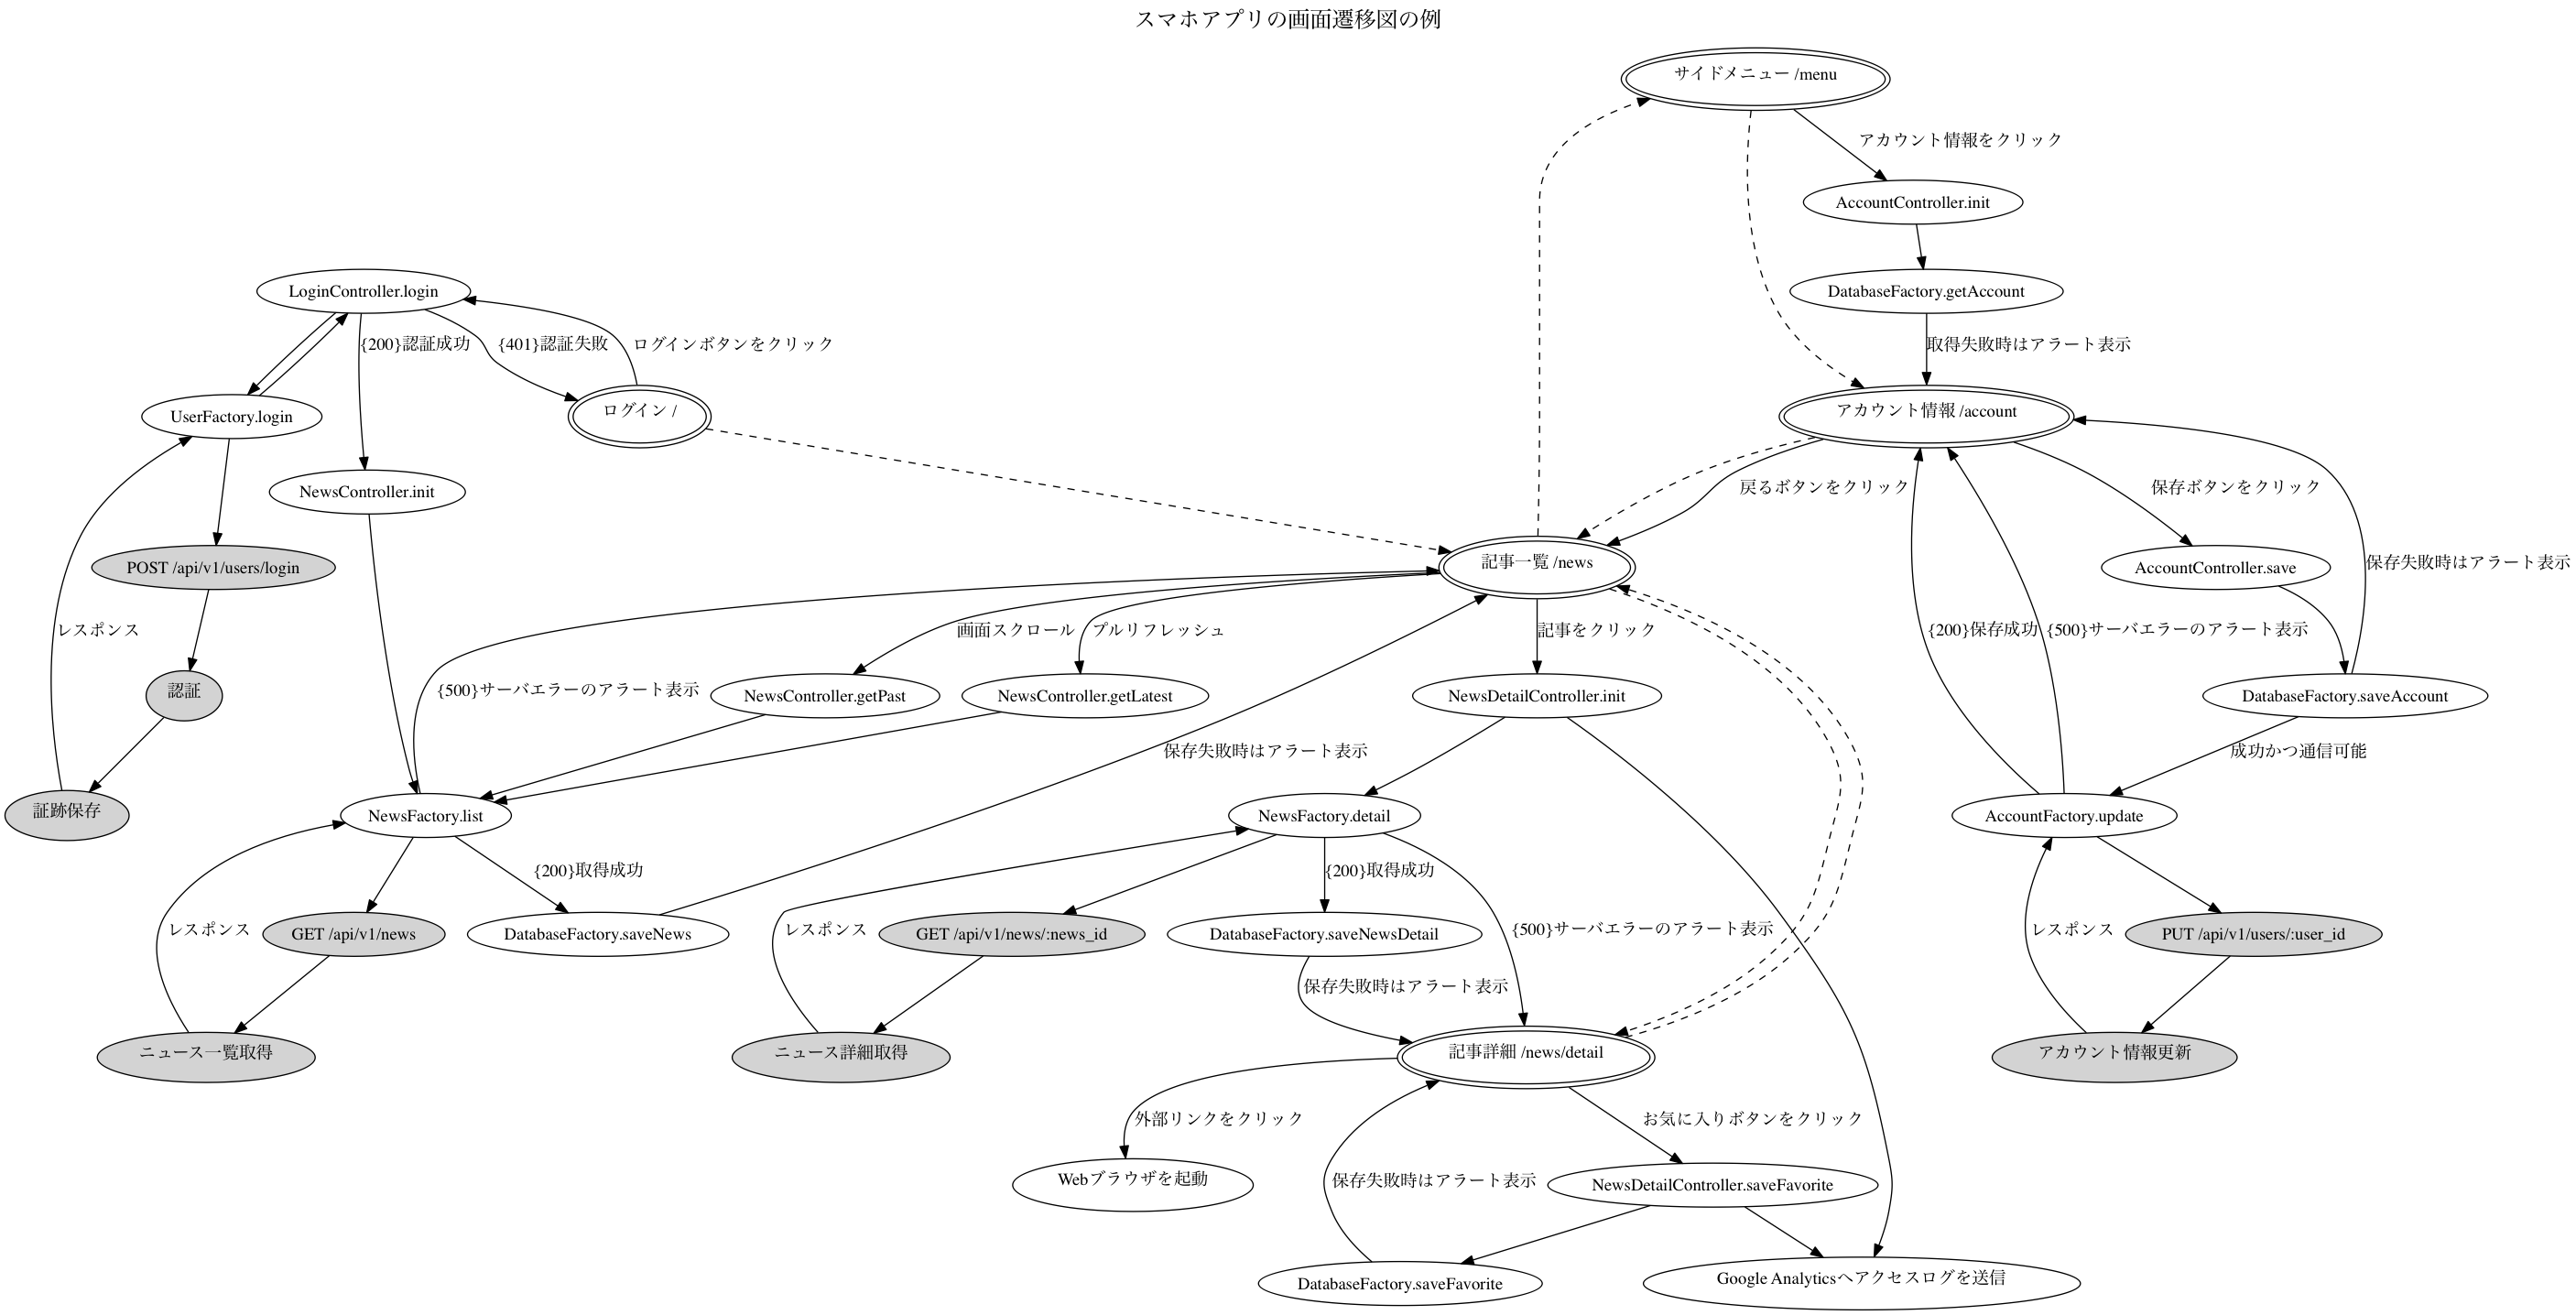 スマホアプリの画面遷移図の例
サイドメニュー /menu
アカウント情報をクリック
AccountController.init
LoginController.login
DatabaseFactory.getAccount
{200}認証成功
{401}認証失敗
ログインボタンをクリック
取得失敗時はアラート表示
UserFactory.login
ログイン /
アカウント情報 /account
NewsController.init
戻るボタンをクリック
保存ボタンをクリック
POST /api/v1/users/login
記事一覧 /news
AccountController.save
保存失敗時はアラート表示
レスポンス
画面スクロール
プルリフレッシュ
記事をクリック
{200}保存成功
{500}サーバエラーのアラート表示
認証
{500}サーバエラーのアラート表示
NewsController.getPast
NewsController.getLatest
NewsDetailController.init
DatabaseFactory.saveAccount
保存失敗時はアラート表示
成功かつ通信可能
証跡保存
NewsFactory.list
NewsFactory.detail
AccountFactory.update
{200}取得成功
{200}取得成功
レスポンス
GET /api/v1/news
DatabaseFactory.saveNews
レスポンス
GET /api/v1/news/:news_id
DatabaseFactory.saveNewsDetail
{500}サーバエラーのアラート表示
レスポンス
PUT /api/v1/users/:user_id
保存失敗時はアラート表示
ニュース一覧取得
ニュース詳細取得
記事詳細 /news/detail
アカウント情報更新
外部リンクをクリック
お気に入りボタンをクリック
Webブラウザを起動
保存失敗時はアラート表示
NewsDetailController.saveFavorite
DatabaseFactory.saveFavorite
Google Analyticsへアクセスログを送信